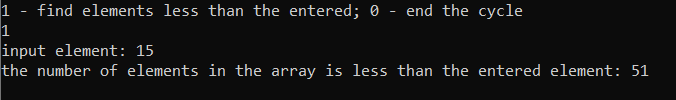 1 - find elements less than the entered; 0 - end the cycle
1
input element: 15
the number of elements in the array is less than the entered element: 51